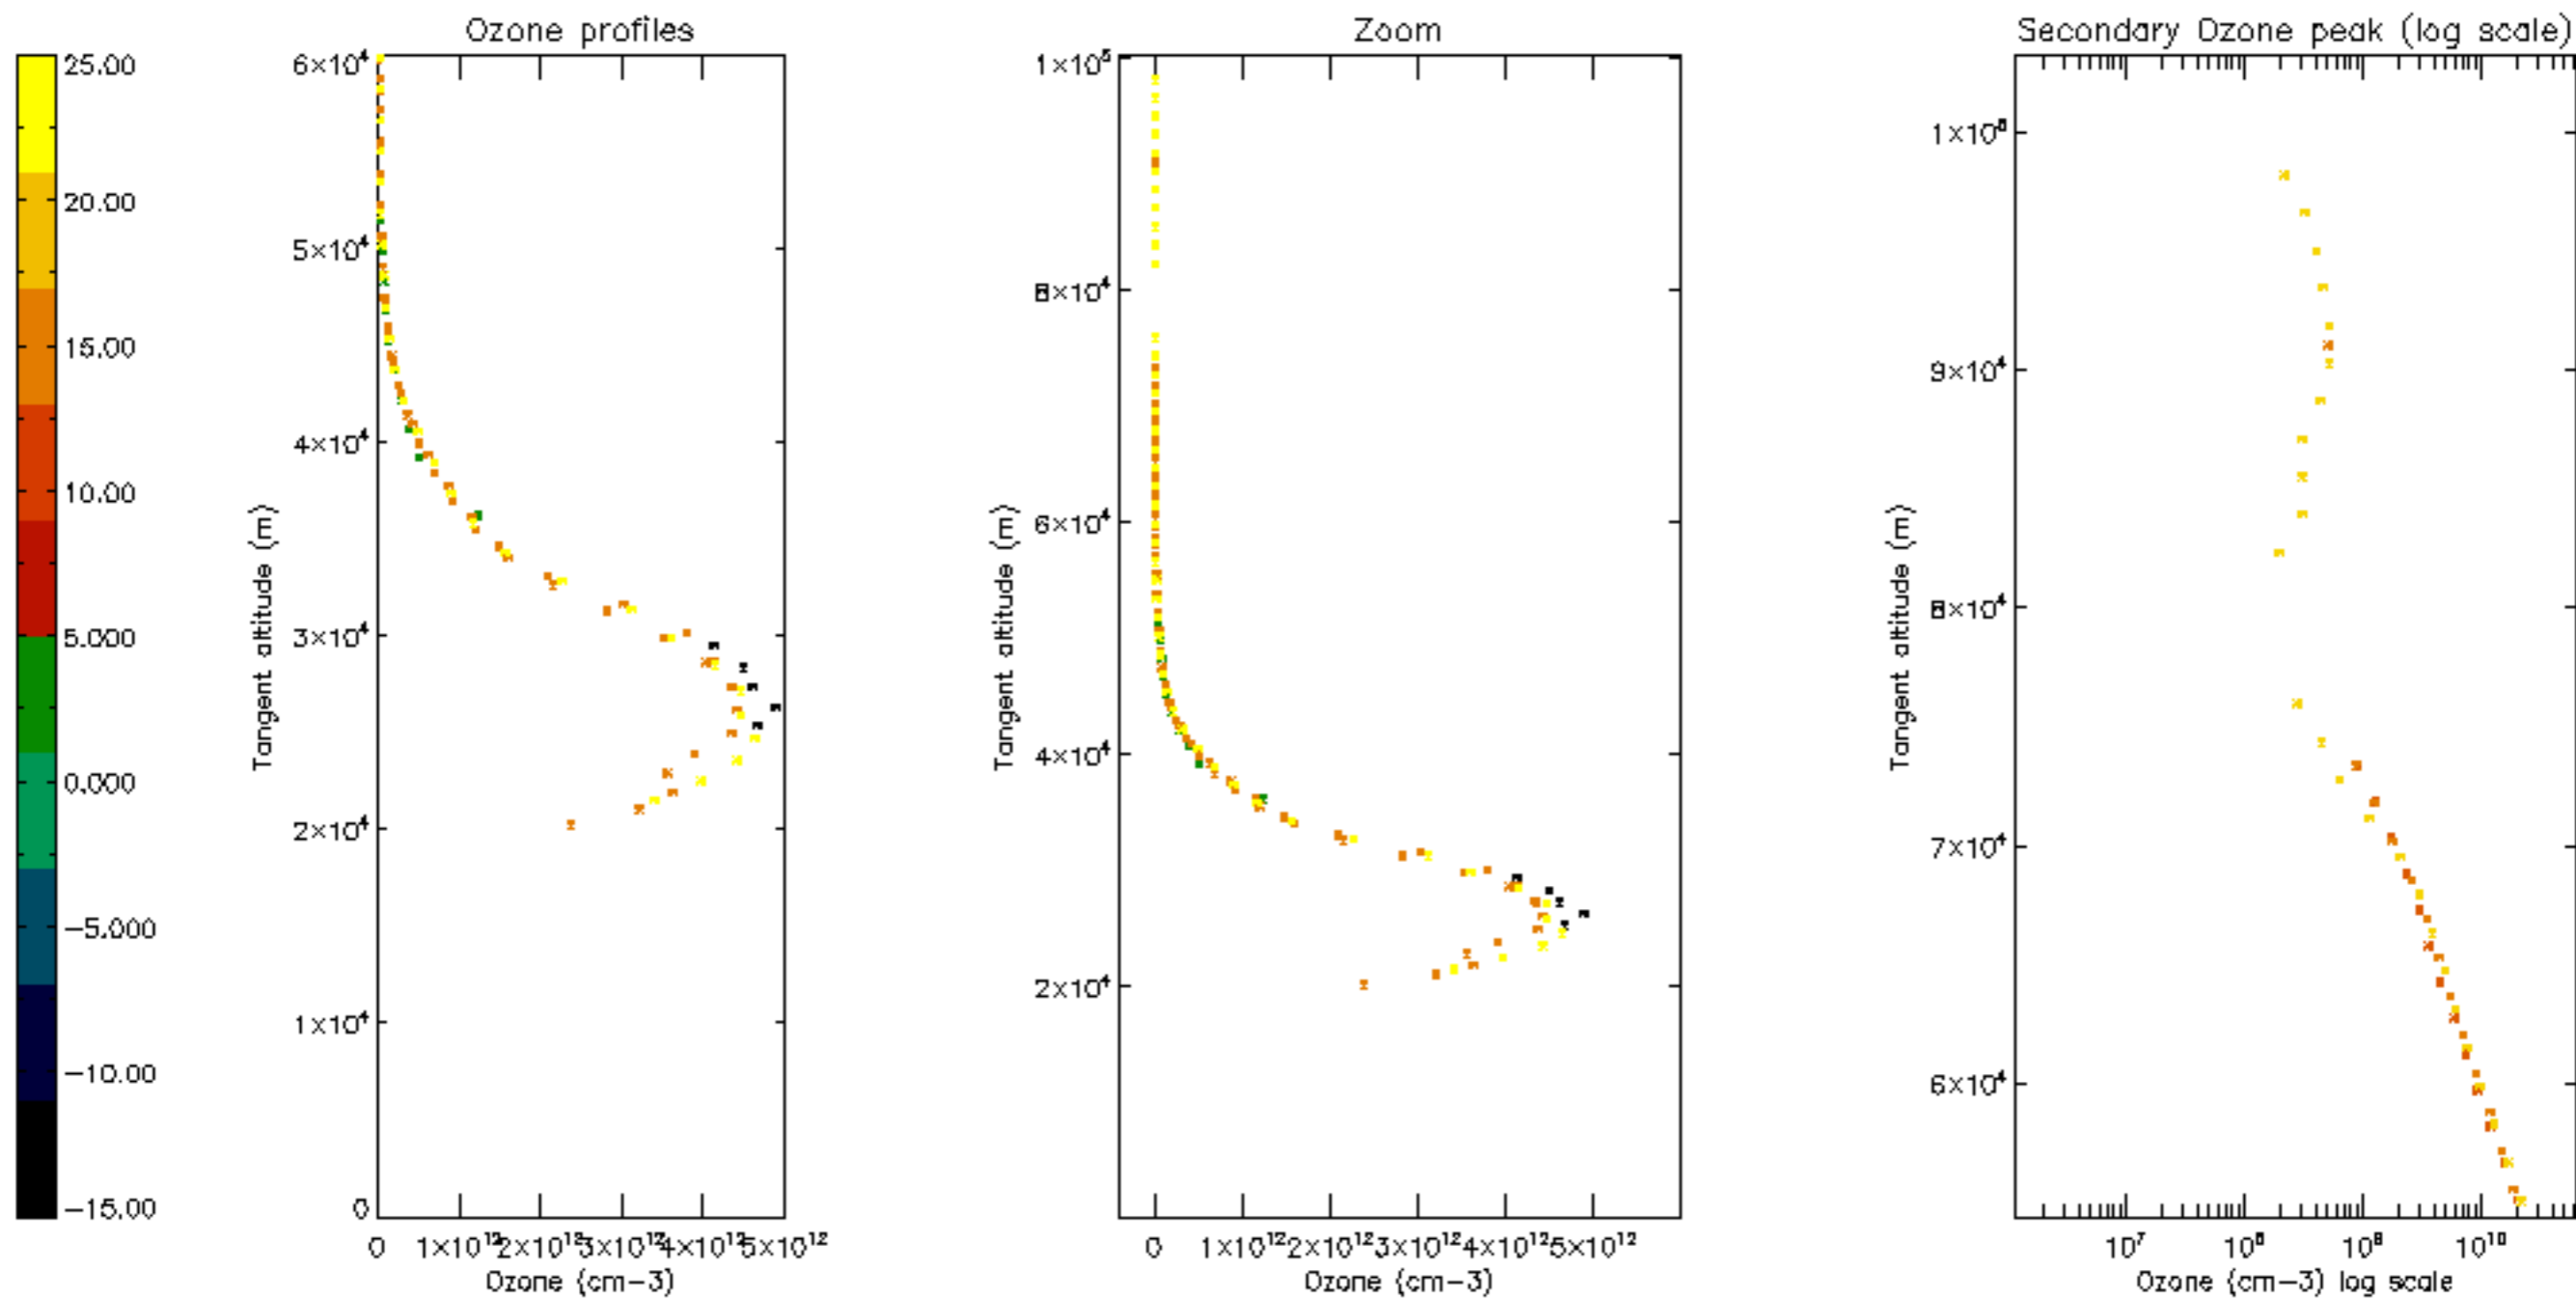 Ozone profiles
Zoom
Secondary Ozone peak (log scale)
25.00
20.00
15.00
10.00
5.000
0.000
-5.000
-10.00
-15.00
Tangent altitude (m)
6×10⁴
5×10⁴
4×10⁴
3×10⁴
2×10⁴
1×10⁴
0
0 1×10¹² 2×10¹² 3×10¹² 4×10¹² 5×10¹²
Ozone (cm-3)
Tangent altitude (m)
1×10⁵
8×10⁴
6×10⁴
4×10⁴
2×10⁴
0 1×10¹² 2×10¹² 3×10¹² 4×10¹² 5×10¹²
Ozone (cm-3)
Tangent altitude (m)
1×10⁵
9×10⁴
8×10⁴
7×10⁴
6×10⁴
10⁷ 10⁸ 10⁹ 10¹⁰
Ozone (cm-3) log scale